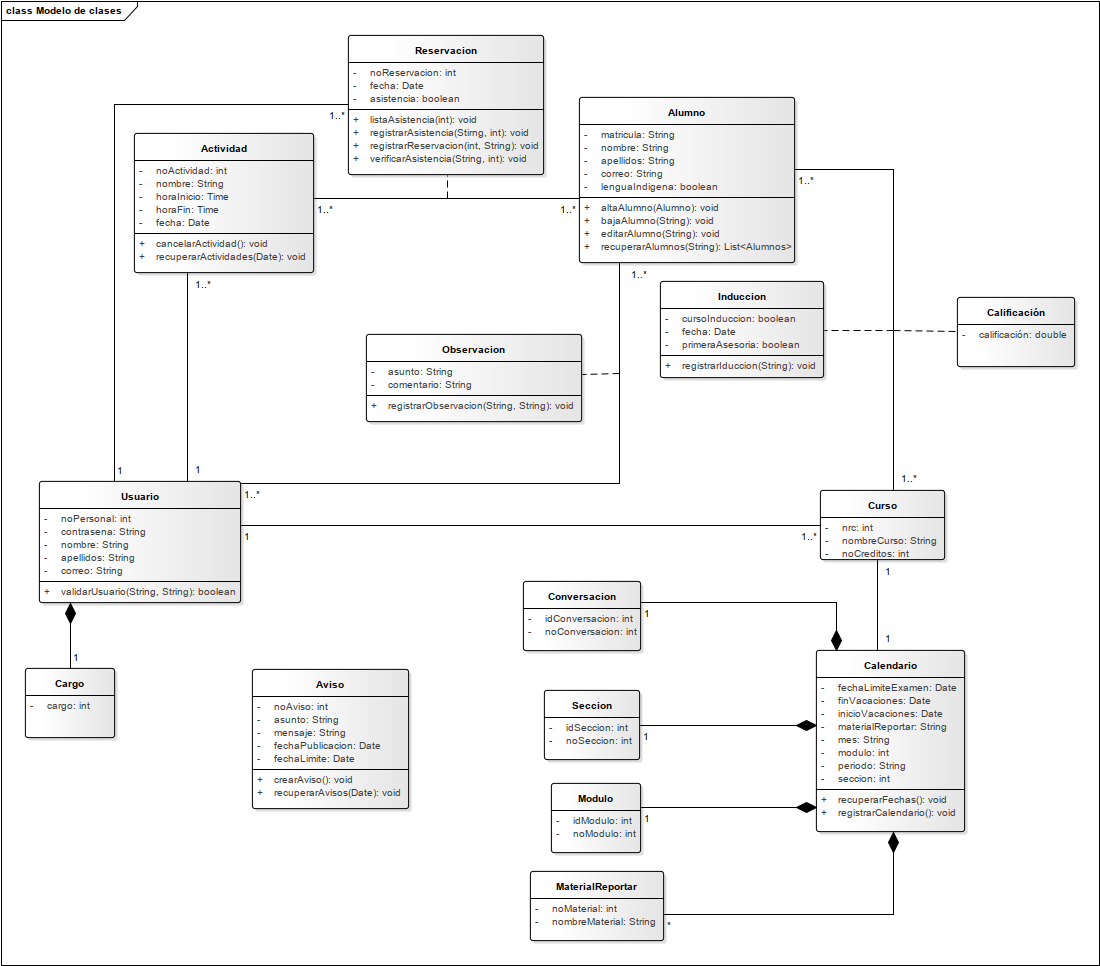 class Modelo de clases
Reservacion
- noReservacion: int
- fecha: Date
- asistencia: boolean
+ listaAsistencia(int): void
+ registrarAsistencia(Stirng, int): void
+ registrarReservacion(int, String): void
+ verificarAsistencia(String, int): void
1..*
Alumno
- matricula: String
- nombre: String
- apellidos: String
- correo: String
- lenguaIndigena: boolean
+ altaAlumno(Alumno): void
+ bajaAlumno(String): void
+ editarAlumno(String): void
+ recuperarAlumnos(String): List<Alumnos>
1..*
1..*
1..*
Actividad
- noActividad: int
- nombre: String
- horaInicio: Time
- horaFin: Time
- fecha: Date
+ cancelarActividad(): void
+ recuperarActividades(Date): void
1..*
1..*
Induccion
- cursoInduccion: boolean
- fecha: Date
- primeraAsesoria: boolean
+ registrarIduccion(String): void
Calificación
- calificación: double
Observacion
- asunto: String
- comentario: String
+ registrarObservacion(String, String): void
1
1
1..*
1..*
Usuario
- noPersonal: int
- contrasena: String
- nombre: String
- apellidos: String
- correo: String
+ validarUsuario(String, String): boolean
1
1..*
Curso
- nrc: int
- nombreCurso: String
- noCreditos: int
1
1
Conversacion
- idConversacion: int
- noConversacion: int
1
Cargo
- cargo: int
1
Aviso
- noAviso: int
- asunto: String
- mensaje: String
- fechaPublicacion: Date
- fechaLimite: Date
+ crearAviso(): void
+ recuperarAvisos(Date): void
Seccion
- idSeccion: int
- noSeccion: int
1
Calendario
- fechaLimiteExamen: Date
- finVacaciones: Date
- inicioVacaciones: Date
- materialReportar: String
- mes: String
- modulo: int
- periodo: String
- seccion: int
+ recuperarFechas(): void
+ registrarCalendario(): void
Modulo
- idModulo: int
- noModulo: int
1
MaterialReportar
- noMaterial: int
- nombreMaterial: String
*